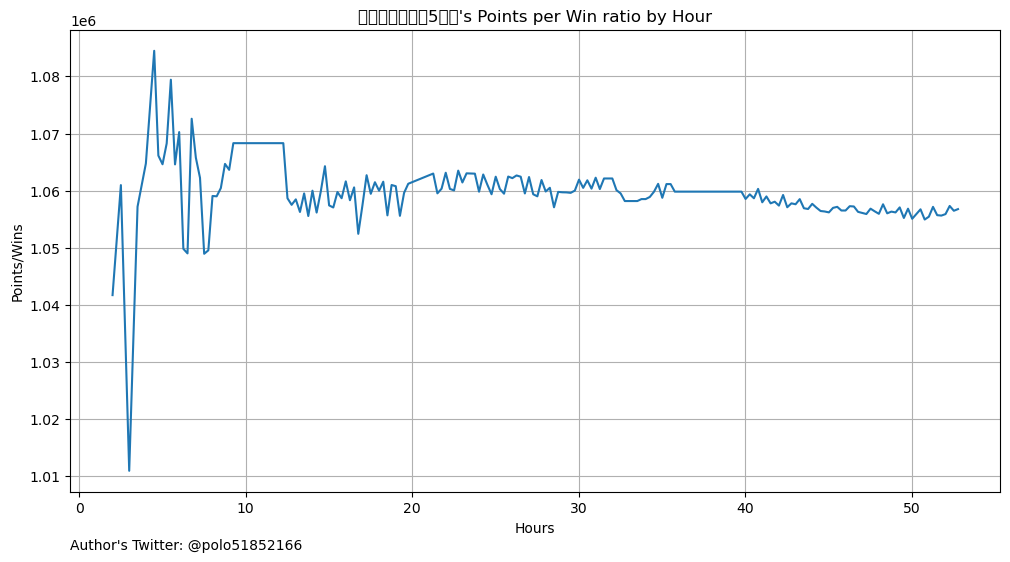 5's Points per Win ratio by Hour
1e6
1.08
1.07
1.06
1.05
1.04
1.03
1.02
1.01
Points/Wins
0 10 20 30 40 50
Hours
Author's Twitter: @polo51852166